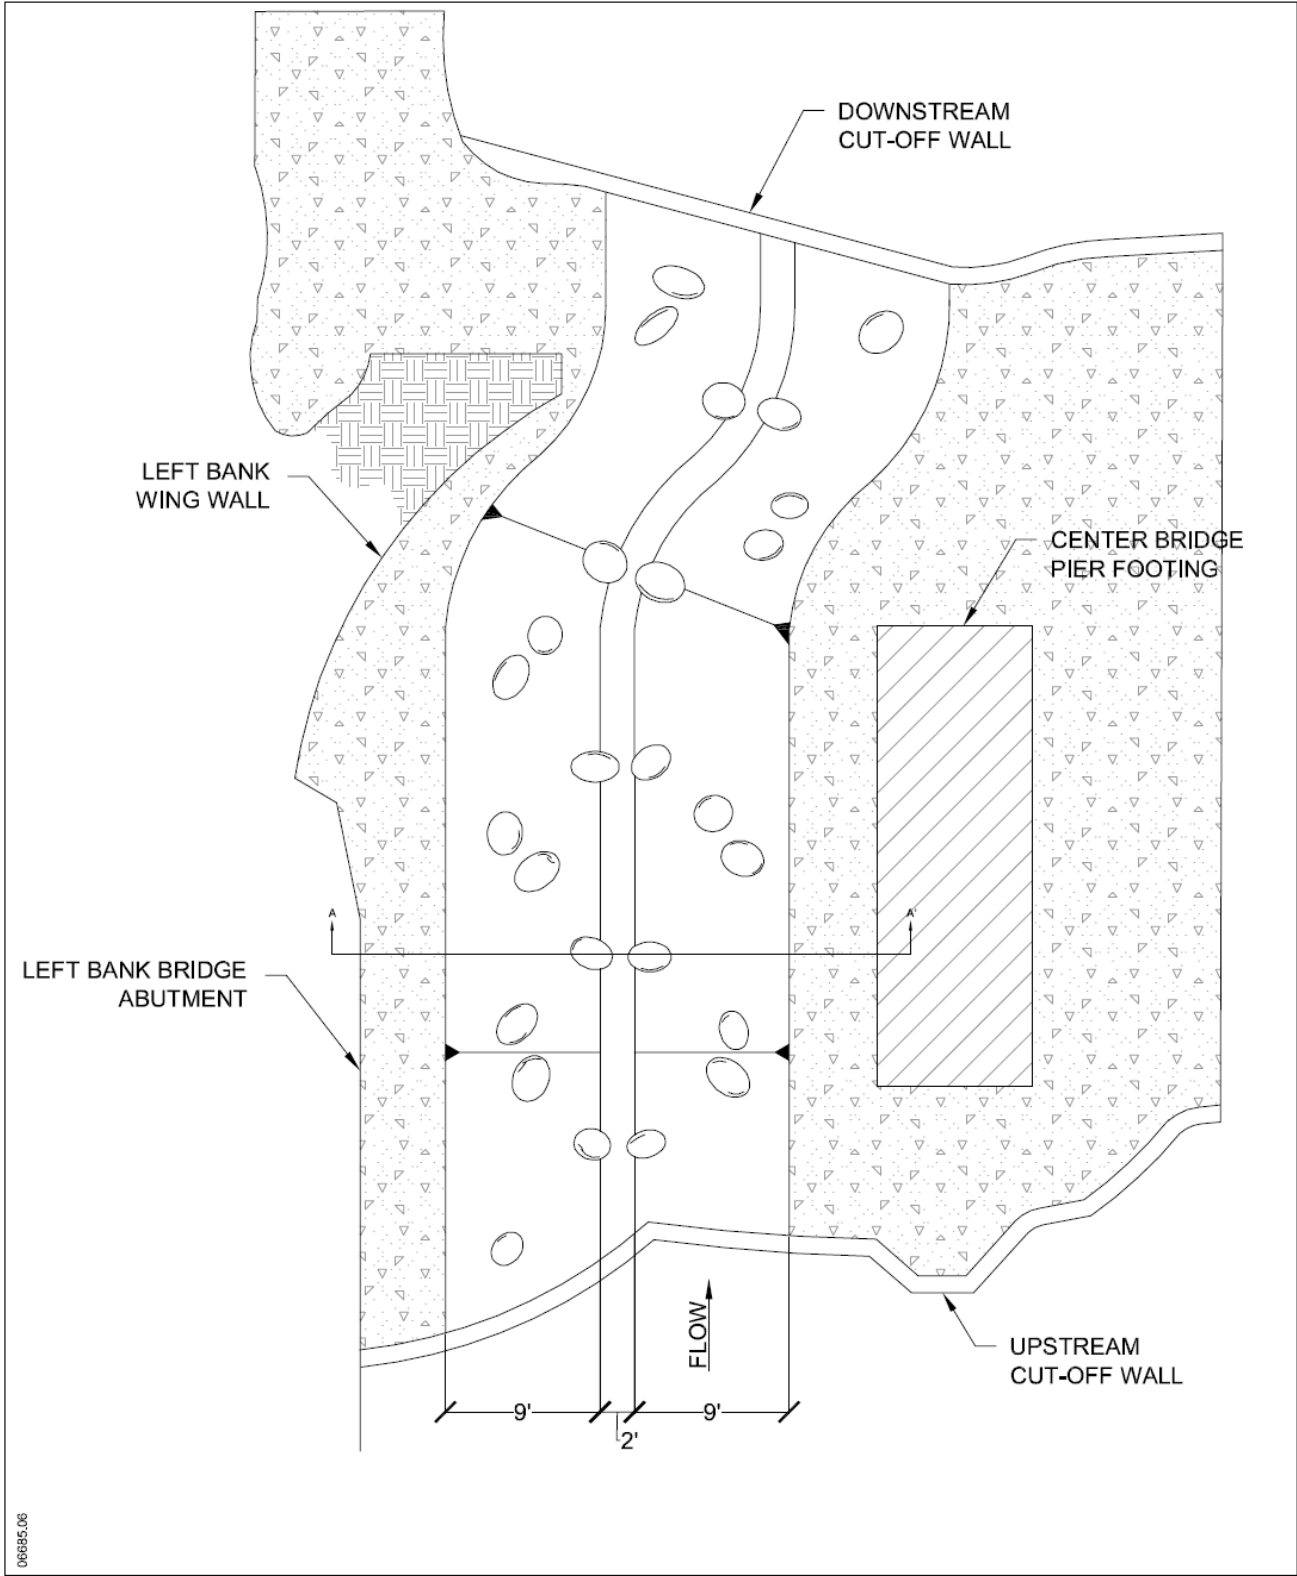 DOWNSTREAM
CUT-OFF WALL
LEFT BANK
WING WALL
CENTER BRIDGE
PIER FOOTING
A
A'
LEFT BANK BRIDGE
ABUTMENT
FLOW
UPSTREAM
CUT-OFF WALL
9'
2'
9'
06685.06